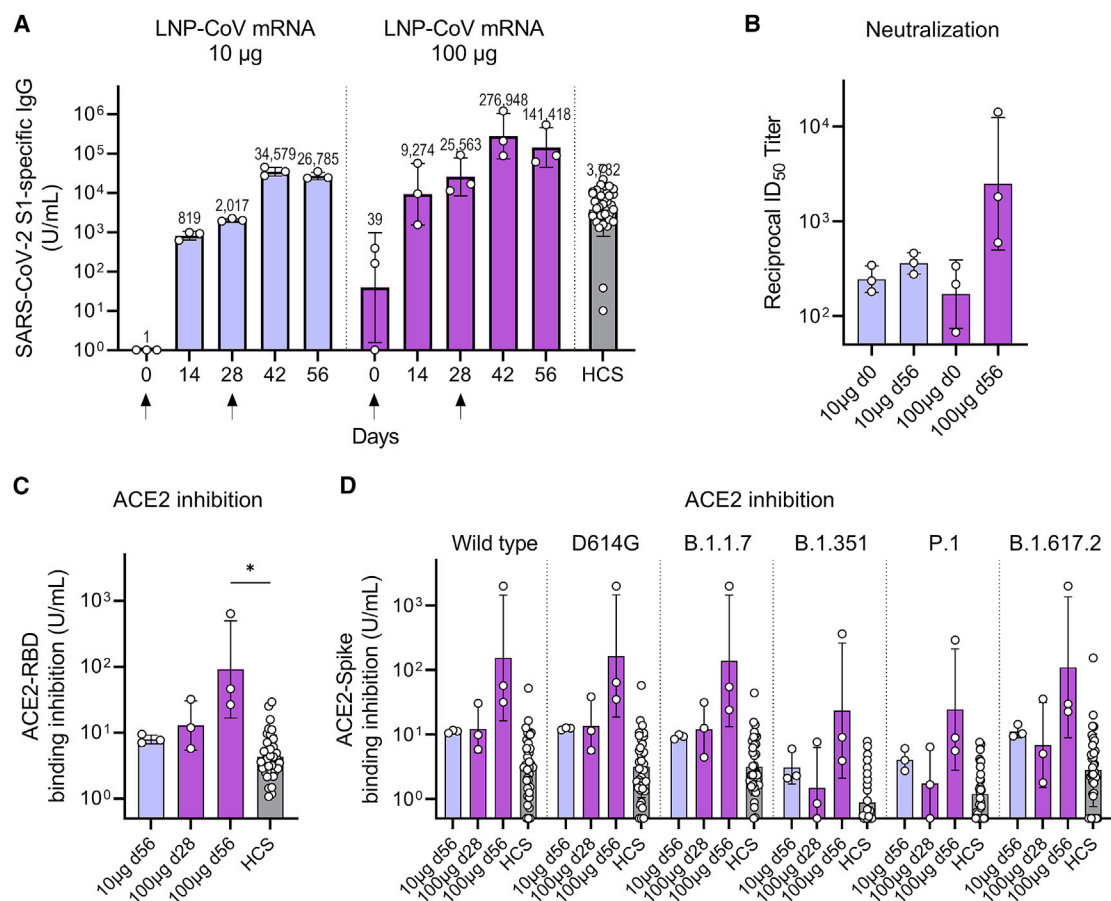 A
LNP-CoV mRNA
10 µg
LNP-CoV mRNA
100 µg
SARS-CoV-2 S1-specific IgG
(U/mL)
10⁶
10⁵
10⁴
10³
10²
10¹
10⁰
1
819
2,017
34,579
26,785
39
9,274
25,563
276,948
141,418
3,782
0
14
28
42
56
0
14
28
42
56
HCS
Days
B
Neutralization
Reciprocal ID₅₀ Titer
10⁴
10³
10²
10µg d0
10µg d56
100µg d0
100µg d56
C
ACE2 inhibition
ACE2-RBD
binding inhibition (U/mL)
10³
10²
10¹
10⁰
*
10µg d56
100µg d28
100µg d56
HCS
D
ACE2 inhibition
Wild type
D614G
B.1.1.7
B.1.351
P.1
B.1.617.2
ACE2-Spike
binding inhibition (U/mL)
10³
10²
10¹
10⁰
10µg d56
100µg d28
100µg d56
HCS
10µg d56
100µg d28
100µg d56
HCS
10µg d56
100µg d28
100µg d56
HCS
10µg d56
100µg d28
100µg d56
HCS
10µg d56
100µg d28
100µg d56
HCS
10µg d56
100µg d28
100µg d56
HCS